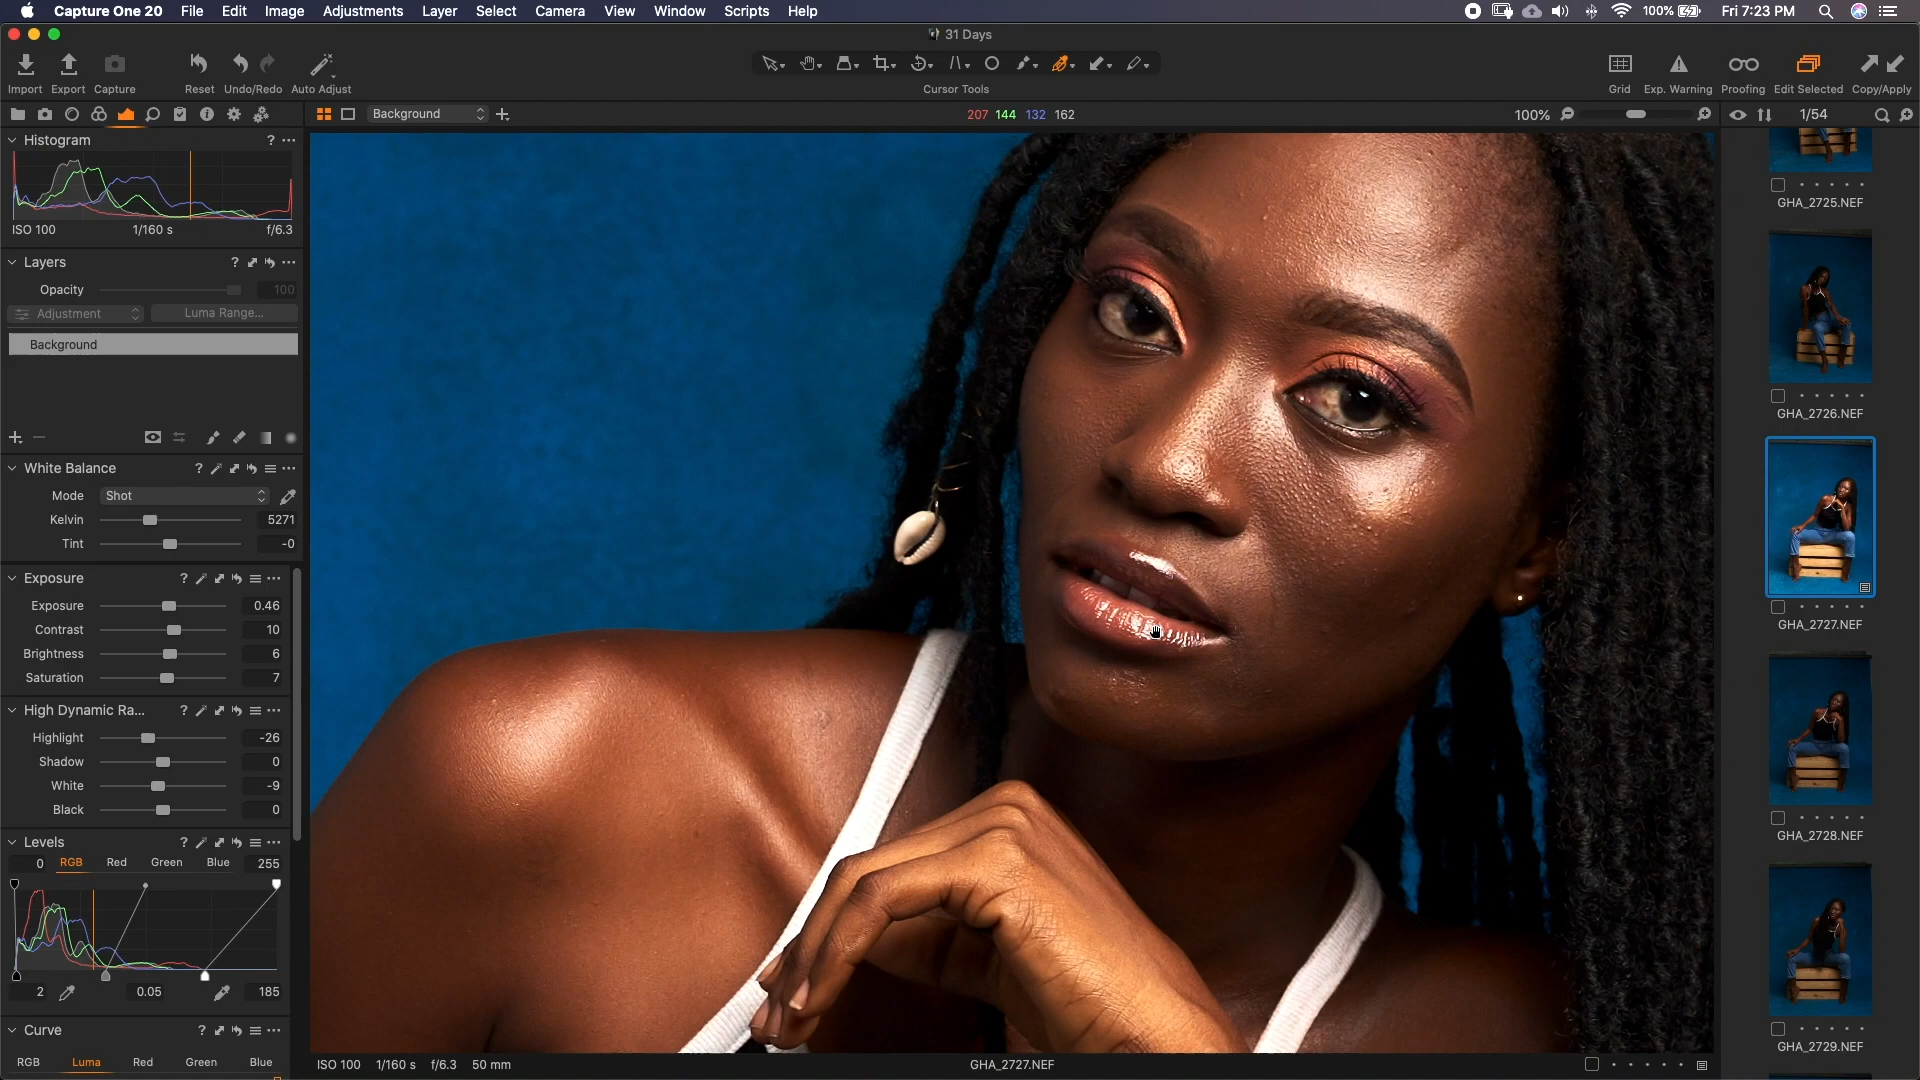 Capture One 20 File Edit Image Adjustments Layer Select Camera View Window Scripts Help 100% Fri 7:23 PM
31 Days
Import Export Capture Reset Undo/Redo Auto Adjust Cursor Tools Grid Exp. Warning Proofing Edit Selected Copy/Apply
Background 207 144 132 162 100% 1/54
Histogram ?
ISO 100 1/160 s f/6.3
Layers ?
Opacity 100
Adjustment Luma Range...
Background
White Balance ?
Mode Shot
Kelvin 5271
Tint -0
Exposure ?
Exposure 0.46
Contrast 10
Brightness 6
Saturation 7
High Dynamic Ra... ?
Highlight -26
Shadow 0
White -9
Black 0
Levels ?
0 RGB Red Green Blue 255
2 0.05 185
Curve ?
RGB Luma Red Green Blue
ISO 100 1/160 s f/6.3 50 mm GHA_2727.NEF
GHA_2725.NEF
GHA_2726.NEF
GHA_2727.NEF
GHA_2728.NEF
GHA_2729.NEF